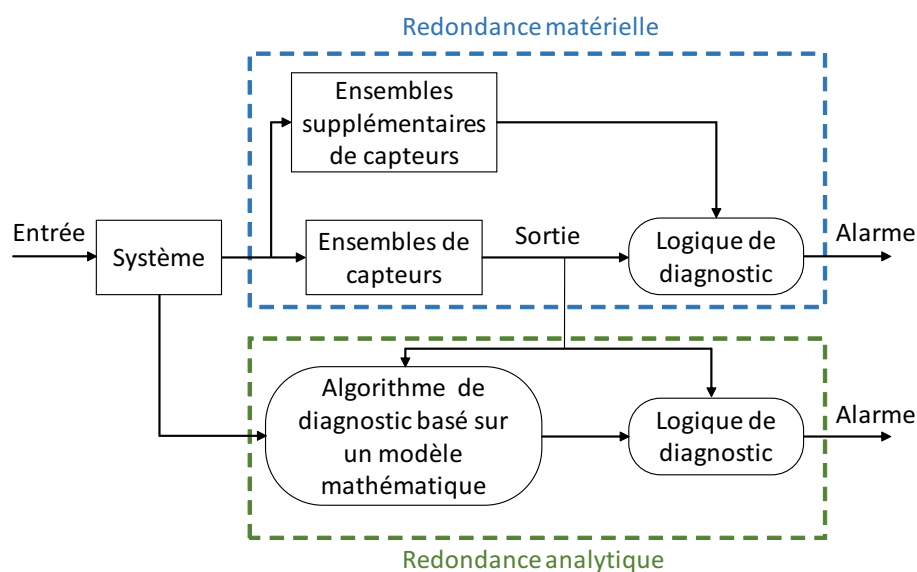 Redondance matérielle
Ensembles
supplémentaires
de capteurs
Entrée
Système
Ensembles de
capteurs
Sortie
Logique de
diagnostic
Alarme
Algorithme de
diagnostic basé sur
un modèle
mathématique
Logique de
diagnostic
Alarme
Redondance analytique